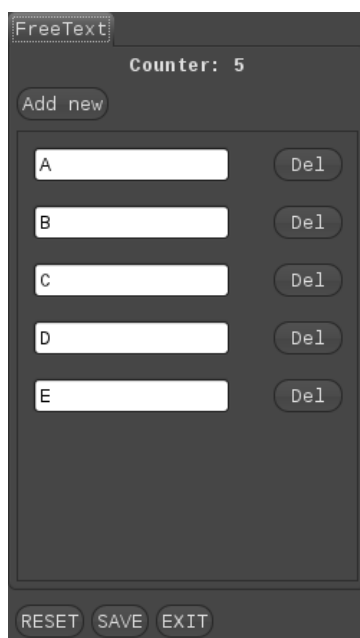 FreeText
Counter: 5
Add new
A Del
B Del
C Del
D Del
E Del
RESET SAVE EXIT